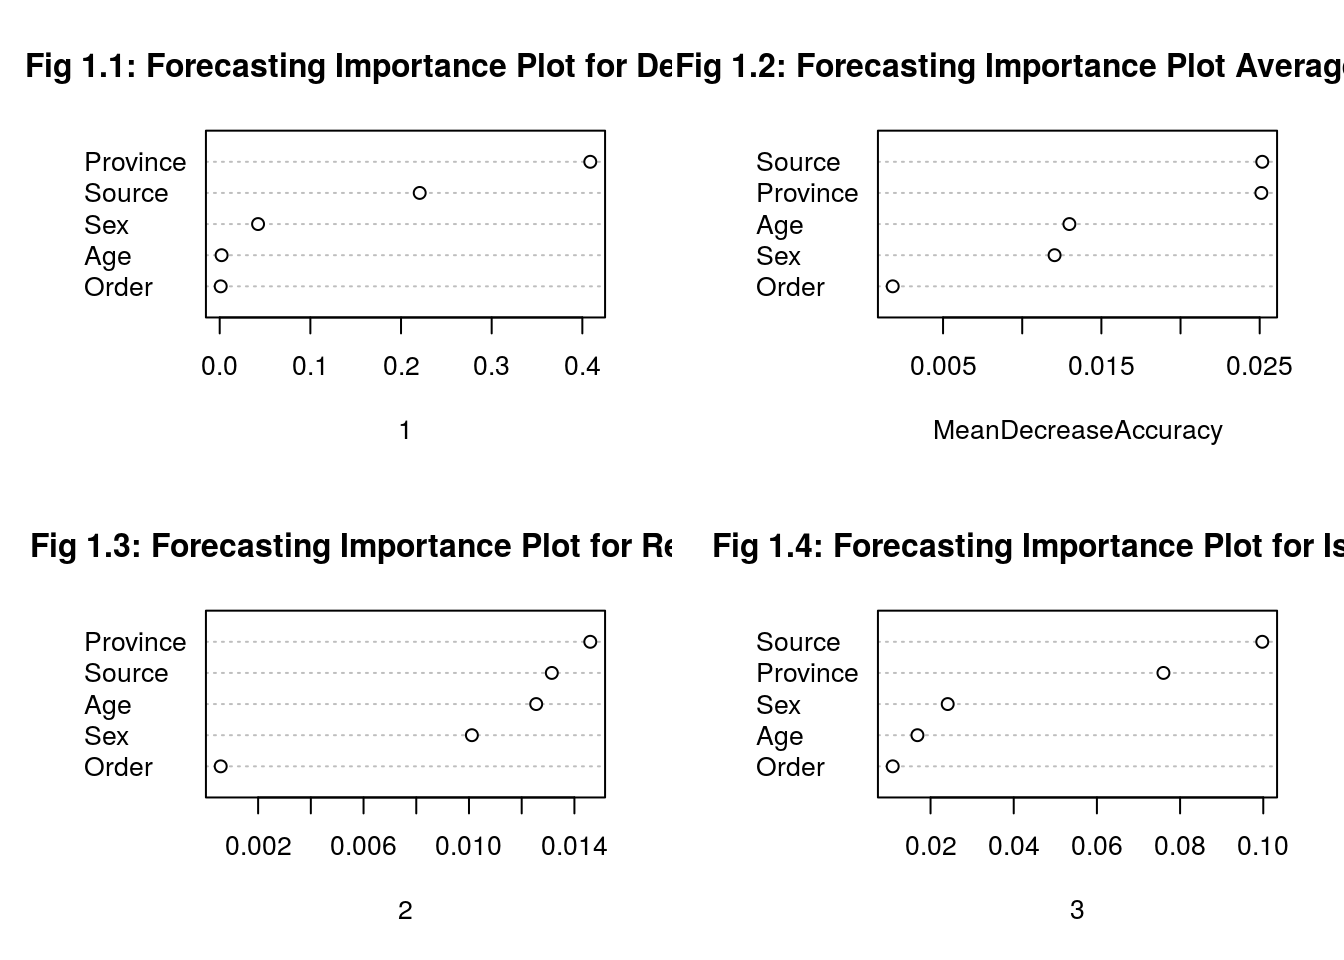 Fig 1.1: Forecasting Importance Plot for De
Province
Source
Sex
Age
Order
0.0 0.1 0.2 0.3 0.4
1
Fig 1.2: Forecasting Importance Plot Average
Source
Province
Age
Sex
Order
0.005 0.015 0.025
MeanDecreaseAccuracy
Fig 1.3: Forecasting Importance Plot for Re
Province
Source
Age
Sex
Order
0.002 0.006 0.010 0.014
2
Fig 1.4: Forecasting Importance Plot for Is
Source
Province
Sex
Age
Order
0.02 0.04 0.06 0.08 0.10
3